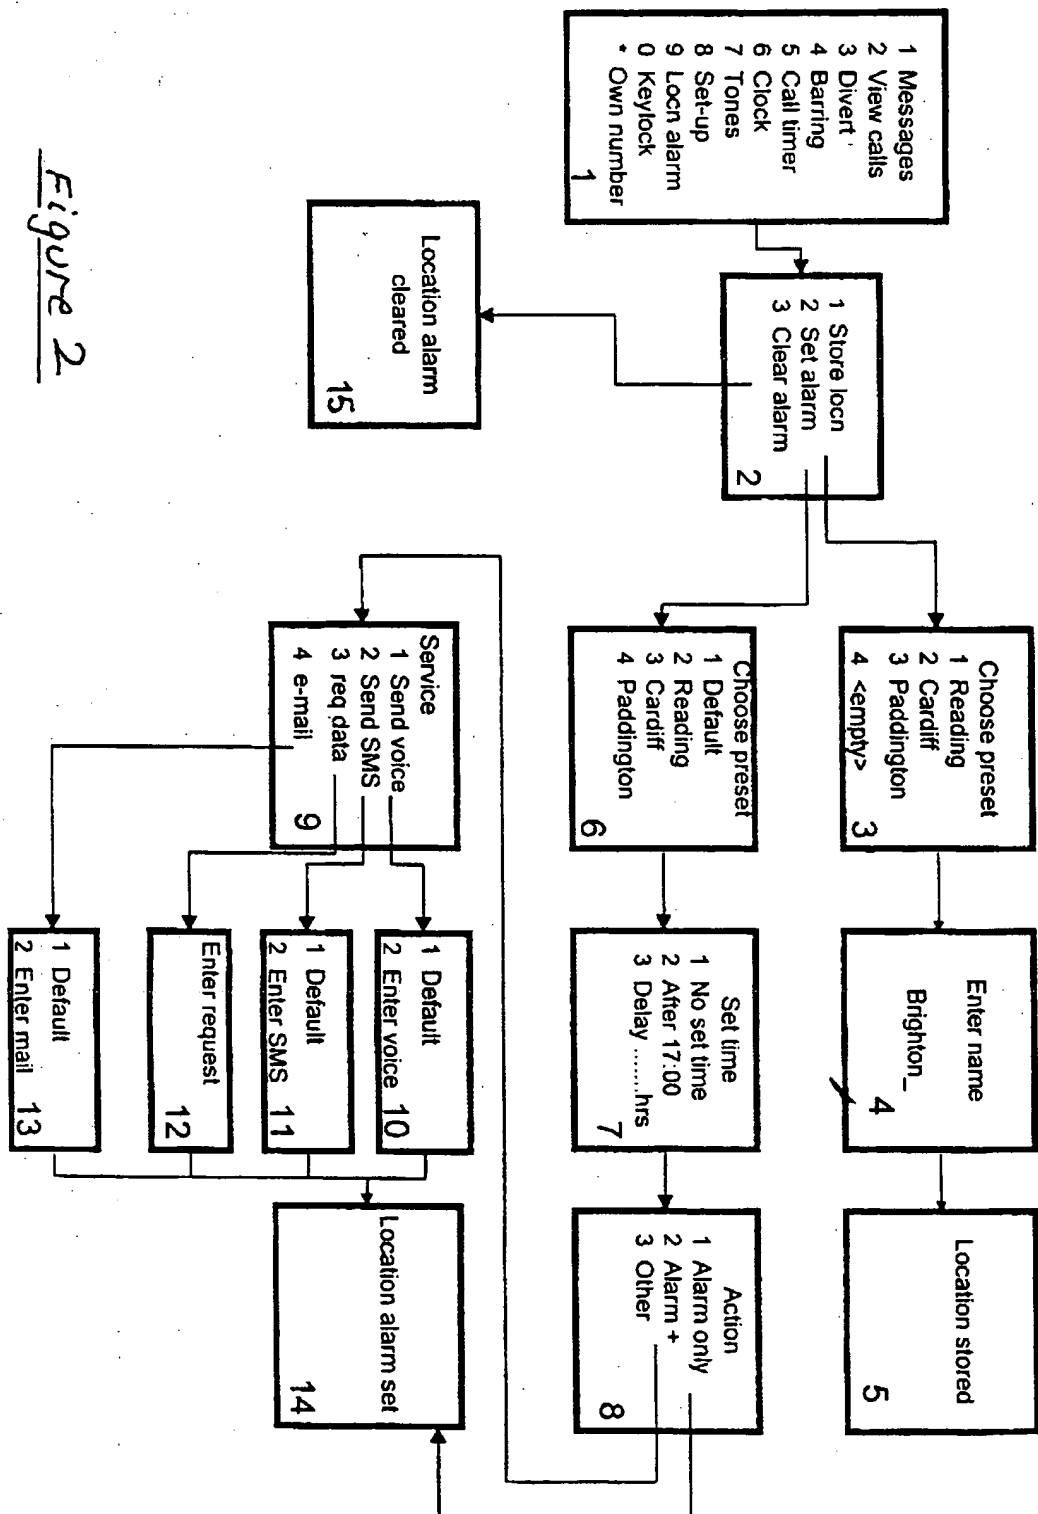 1 Messages
2 View calls
3 Divert
4 Barring
5 Call timer
6 Clock
7 Tones
8 Set-up
9 Locn alarm
0 Keylock
* Own number
1
1 Store locn
2 Set alarm
3 Clear alarm
2
Choose preset
1 Reading
2 Cardiff
3 Paddington
4 <empty>
3
Enter name
Brighton_
4
Location stored
5
Choose preset
1 Default
2 Reading
3 Cardiff
4 Paddington
6
Set time
1 No set time
2 After 17:00
3 Delay ........hrs
7
Action
1 Alarm only
2 Alarm +
3 Other
8
Service
1 Send voice
2 Send SMS
3 req data
4 e-mail
9
1 Default
2 Enter voice
10
1 Default
2 Enter SMS
11
Enter request
12
1 Default
2 Enter mail
13
Location alarm set
14
Location alarm
cleared
15
Figure 2